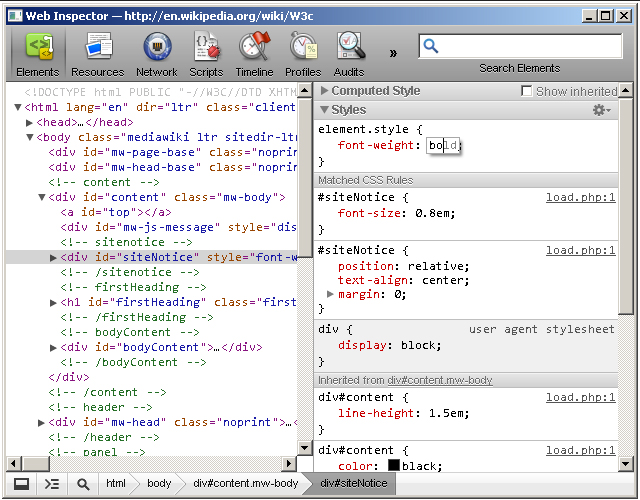 Web Inspector — http://en.wikipedia.org/wiki/W3c
Elements Resources Network Scripts Timeline Profiles Audits » Search Elements
<!DOCTYPE html PUBLIC "-//W3C//DTD XHTM
<html lang="en" dir="ltr" class="client
<head>…</head>
<body class="mediawiki ltr sitedir-lt
<div id="mw-page-base" class="noprin
<div id="mw-head-base" class="noprin
<!-- content -->
<div id="content" class="mw-body">
<a id="top"></a>
<div id="mw-js-message" style="dis
<!-- sitenotice -->
<div id="siteNotice" style="font-w
<!-- /sitenotice -->
<!-- firstHeading -->
<h1 id="firstHeading" class="first
<!-- /firstHeading -->
<!-- bodyContent -->
<div id="bodyContent">…</div>
<!-- /bodyContent -->
</div>
<!-- /content -->
<!-- header -->
<div id="mw-head" class="noprint">…<
<!-- /header -->
<!-- panel -->
Computed Style Show inherited
Styles
element.style {
font-weight: bold;
}
Matched CSS Rules
#siteNotice { load.php:1
font-size: 0.8em;
}
#siteNotice { load.php:1
position: relative;
text-align: center;
margin: 0;
}
div { user agent stylesheet
display: block;
}
Inherited from div#content.mw-body
div#content { load.php:1
line-height: 1.5em;
}
div#content { load.php:1
color: black;
html body div#content.mw-body div#siteNotice